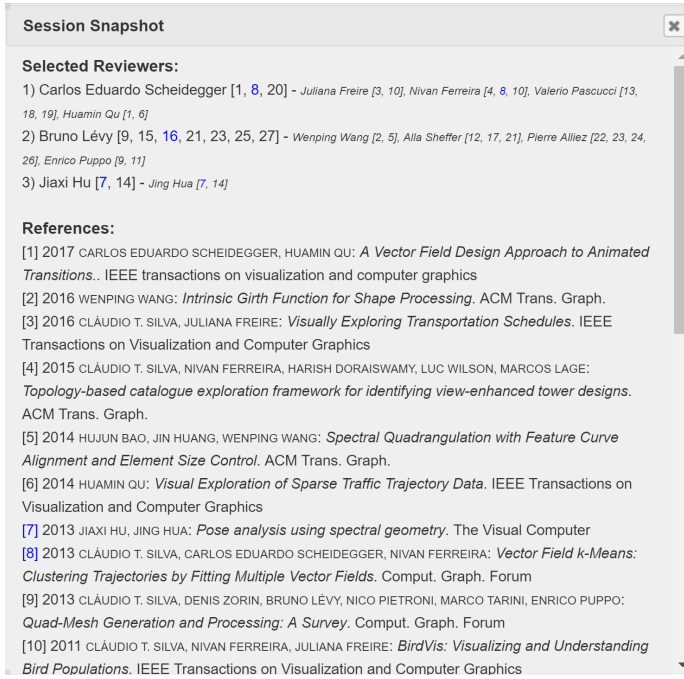 Session Snapshot
Selected Reviewers:
1) Carlos Eduardo Scheidegger [1, 8, 20] - Juliana Freire [3, 10], Nivan Ferreira [4, 8, 10], Valerio Pascucci [13,
18, 19], Huamin Qu [1, 6]
2) Bruno Lévy [9, 15, 16, 21, 23, 25, 27] - Wenping Wang [2, 5], Alla Sheffer [12, 17, 21], Pierre Alliez [22, 23, 24,
26], Enrico Puppo [9, 11]
3) Jiaxi Hu [7, 14] - Jing Hua [7, 14]
References:
[1] 2017 CARLOS EDUARDO SCHEIDEGGER, HUAMIN QU: A Vector Field Design Approach to Animated
Transitions.. IEEE transactions on visualization and computer graphics
[2] 2016 WENPING WANG: Intrinsic Girth Function for Shape Processing. ACM Trans. Graph.
[3] 2016 CLÁUDIO T. SILVA, JULIANA FREIRE: Visually Exploring Transportation Schedules. IEEE
Transactions on Visualization and Computer Graphics
[4] 2015 CLÁUDIO T. SILVA, NIVAN FERREIRA, HARISH DORAISWAMY, LUC WILSON, MARCOS LAGE:
Topology-based catalogue exploration framework for identifying view-enhanced tower designs.
ACM Trans. Graph.
[5] 2014 HUJUN BAO, JIN HUANG, WENPING WANG: Spectral Quadrangulation with Feature Curve
Alignment and Element Size Control. ACM Trans. Graph.
[6] 2014 HUAMIN QU: Visual Exploration of Sparse Traffic Trajectory Data. IEEE Transactions on
Visualization and Computer Graphics
[7] 2013 JIAXI HU, JING HUA: Pose analysis using spectral geometry. The Visual Computer
[8] 2013 CLÁUDIO T. SILVA, CARLOS EDUARDO SCHEIDEGGER, NIVAN FERREIRA: Vector Field k-Means:
Clustering Trajectories by Fitting Multiple Vector Fields. Comput. Graph. Forum
[9] 2013 CLÁUDIO T. SILVA, DENIS ZORIN, BRUNO LÉVY, NICO PIETRONI, MARCO TARINI, ENRICO PUPPO:
Quad-Mesh Generation and Processing: A Survey. Comput. Graph. Forum
[10] 2011 CLÁUDIO T. SILVA, NIVAN FERREIRA, JULIANA FREIRE: BirdVis: Visualizing and Understanding
Bird Populations. IEEE Transactions on Visualization and Computer Graphics